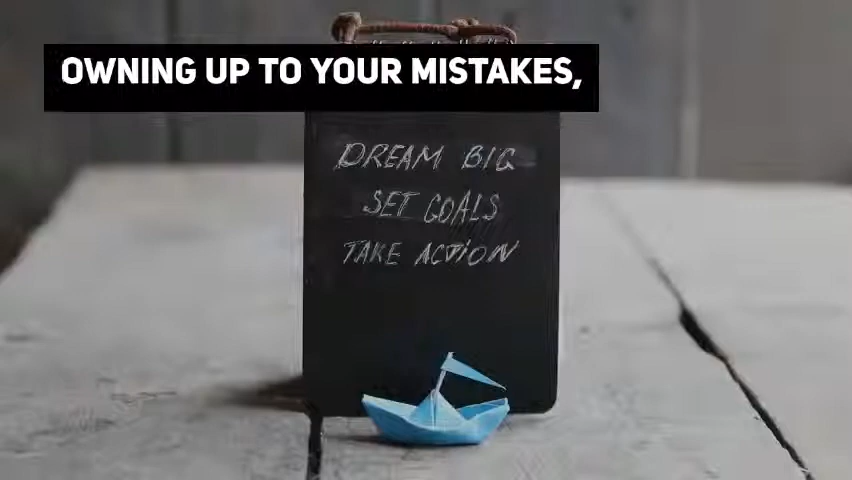 OWNING UP TO YOUR MISTAKES,
DREAM BIG
SET GOALS
TAKE ACTION